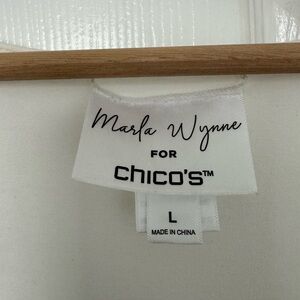 Marla Wynne
FOR
chico's™
L
MADE IN CHINA